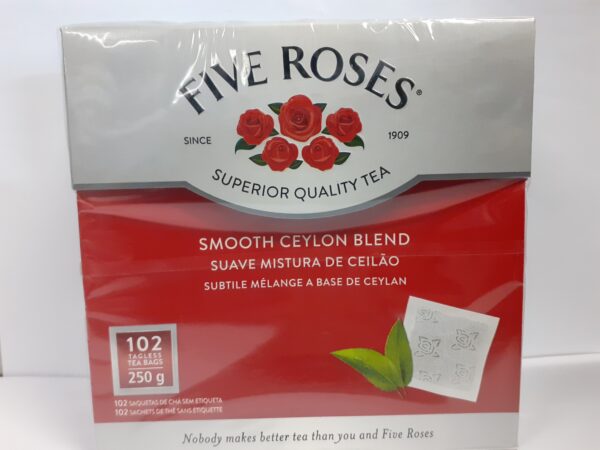 FIVE ROSES®
SINCE 1909
SUPERIOR QUALITY TEA
SMOOTH CEYLON BLEND
SUAVE MISTURA DE CEILÃO
SUBTILE MÉLANGE A BASE DE CEYLAN
102
TAGLESS
TEA BAGS
250 g
102 SAQUETAS DE CHÁ SEM ETIQUETA
102 SACHETS DE THÉ SANS ETIQUETTE
Nobody makes better tea than you and Five Roses